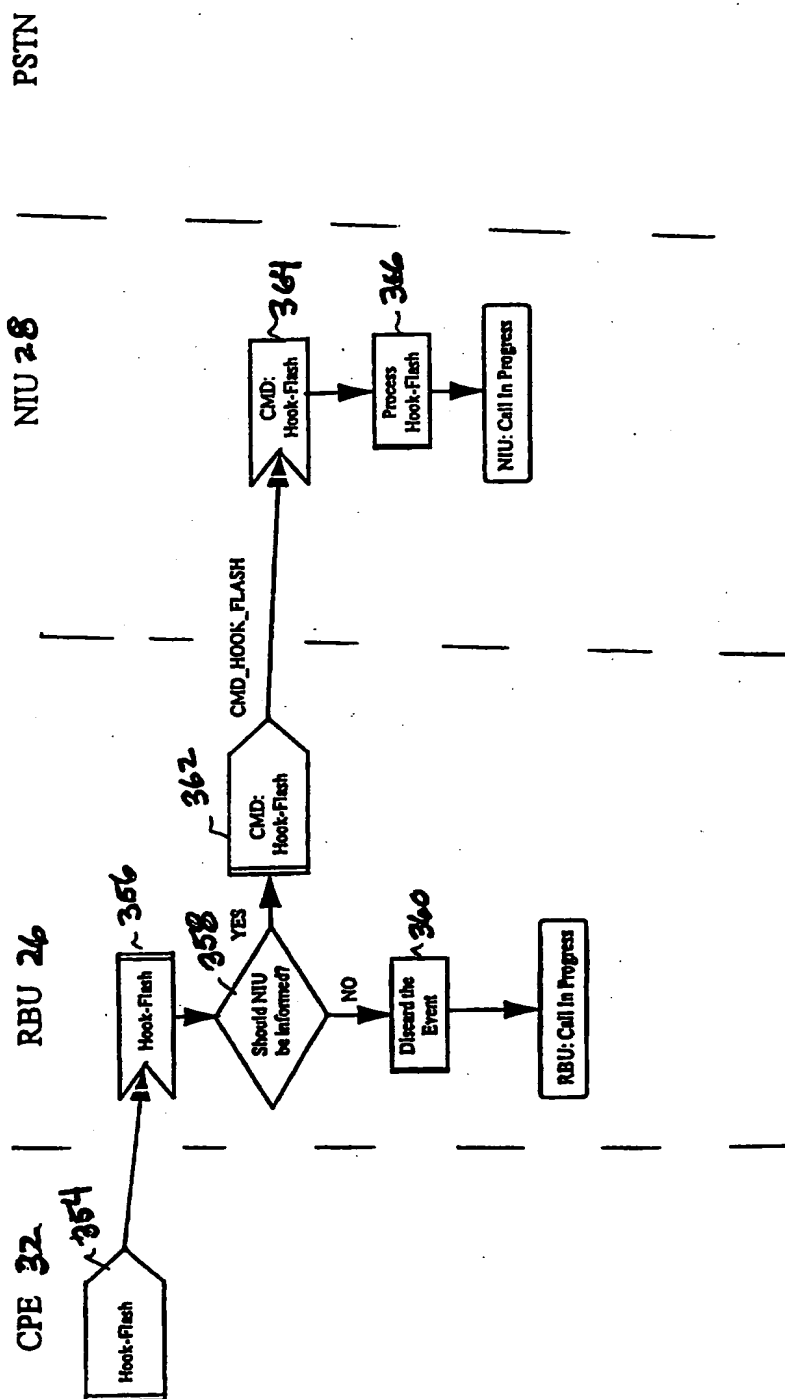 CPE 32
RBU 26
NIU 28
PSTN
354
Hook-Flash
356
Hook-Flash
358
Should NIU
be Informed?
YES
NO
360
Discard the
Event
RBU: Call In Progress
362
CMD:
Hook-Flash
CMD_HOOK_FLASH
364
CMD:
Hook-Flash
366
Process
Hook-Flash
NIU: Call In Progress